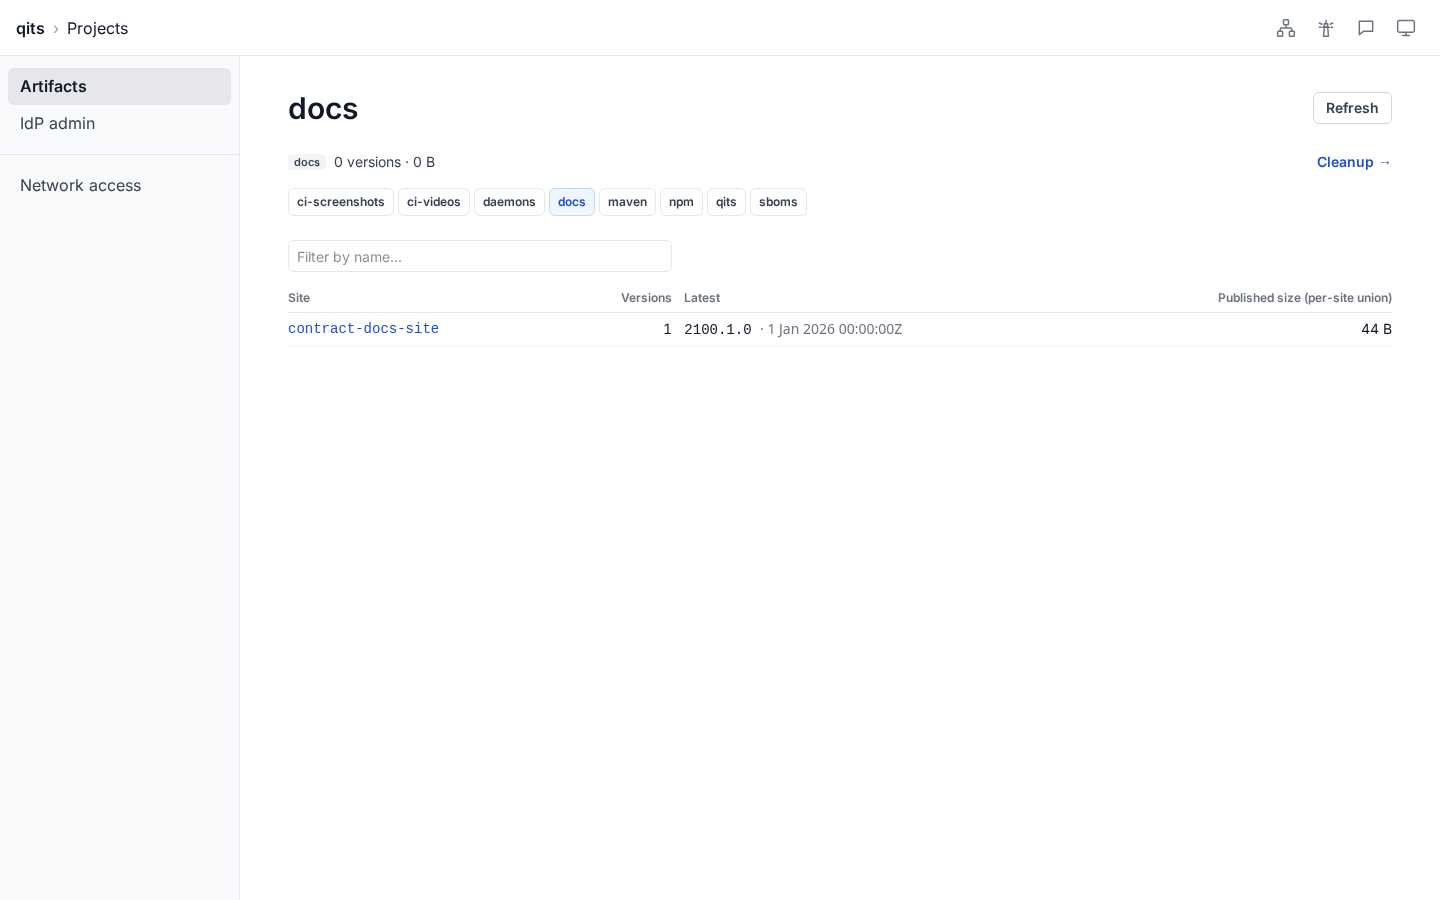 qits › Projects
Artifacts
IdP admin
Network access
docs
Refresh
docs 0 versions · 0 B
Cleanup →
ci-screenshots ci-videos daemons docs maven npm qits sboms
Filter by name...
Site Versions Latest Published size (per-site union)
contract-docs-site 1 2100.1.0 · 1 Jan 2026 00:00:00Z 44 B